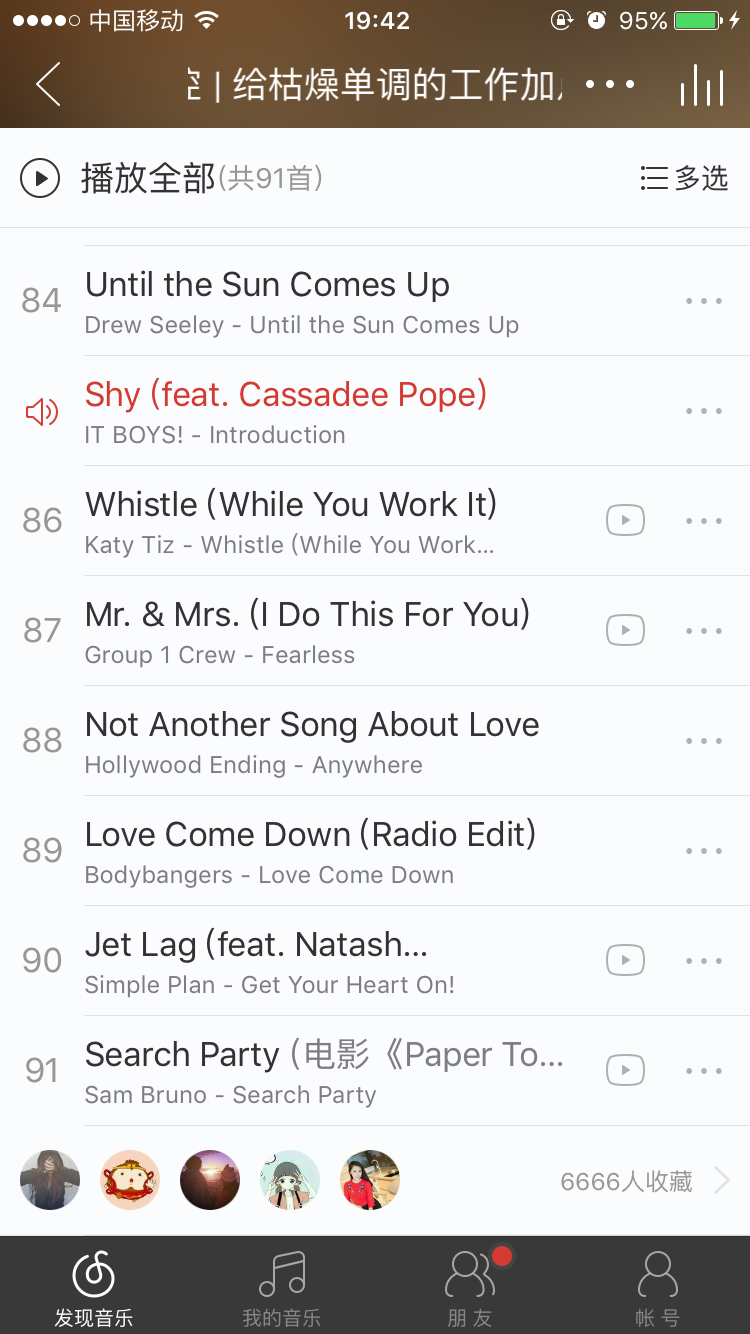 中国移动 19:42 95%
| 给枯燥单调的工作加
播放全部(共91首) 多选
84 Until the Sun Comes Up
Drew Seeley - Until the Sun Comes Up
Shy (feat. Cassadee Pope)
IT BOYS! - Introduction
86 Whistle (While You Work It)
Katy Tiz - Whistle (While You Work...
87 Mr. & Mrs. (I Do This For You)
Group 1 Crew - Fearless
88 Not Another Song About Love
Hollywood Ending - Anywhere
89 Love Come Down (Radio Edit)
Bodybangers - Love Come Down
90 Jet Lag (feat. Natash...
Simple Plan - Get Your Heart On!
91 Search Party (电影《Paper To...
Sam Bruno - Search Party
6666人收藏
发现音乐 我的音乐 朋友 帐号